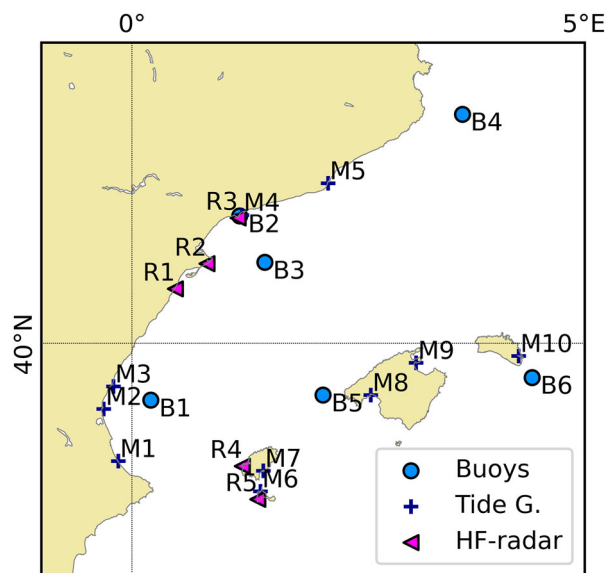 0°
5°E
B4
M5
R3 M4
B2
R2
B3
R1
40°N
M10
M9
M3
M8
B6
M2
B5
B1
M1
R4
M7
R5
M6
Buoys
Tide G.
HF-radar